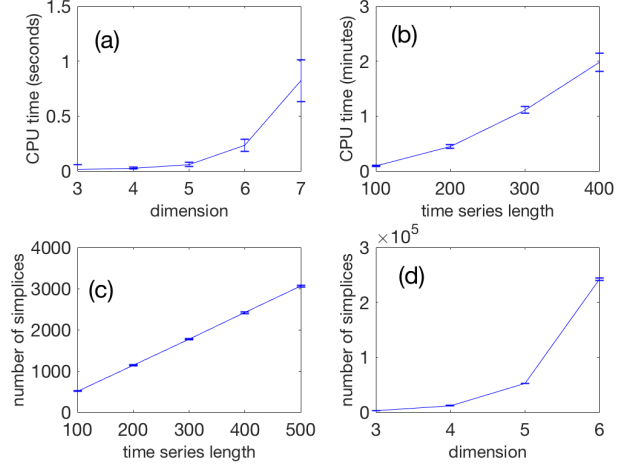 (a)
CPU time (seconds)
1.5
1
0.5
0
3 4 5 6 7
dimension
(b)
CPU time (minutes)
3
2
1
0
100 200 300 400
time series length
(c)
number of simplices
4000
3000
2000
1000
0
100 200 300 400 500
time series length
(d)
×10^5
number of simplices
3
2
1
0
3 4 5 6
dimension